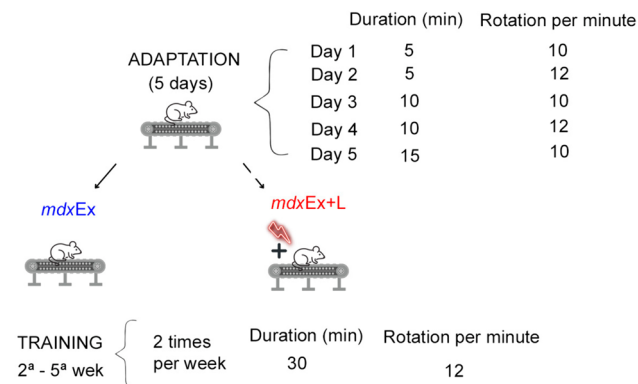 Duration (min) Rotation per minute
ADAPTATION
(5 days)
Day 1 5 10
Day 2 5 12
Day 3 10 10
Day 4 10 12
Day 5 15 10
mdxEx
mdxEx+L
+
TRAINING
2ª - 5ª wek
2 times
per week
Duration (min) Rotation per minute
30 12